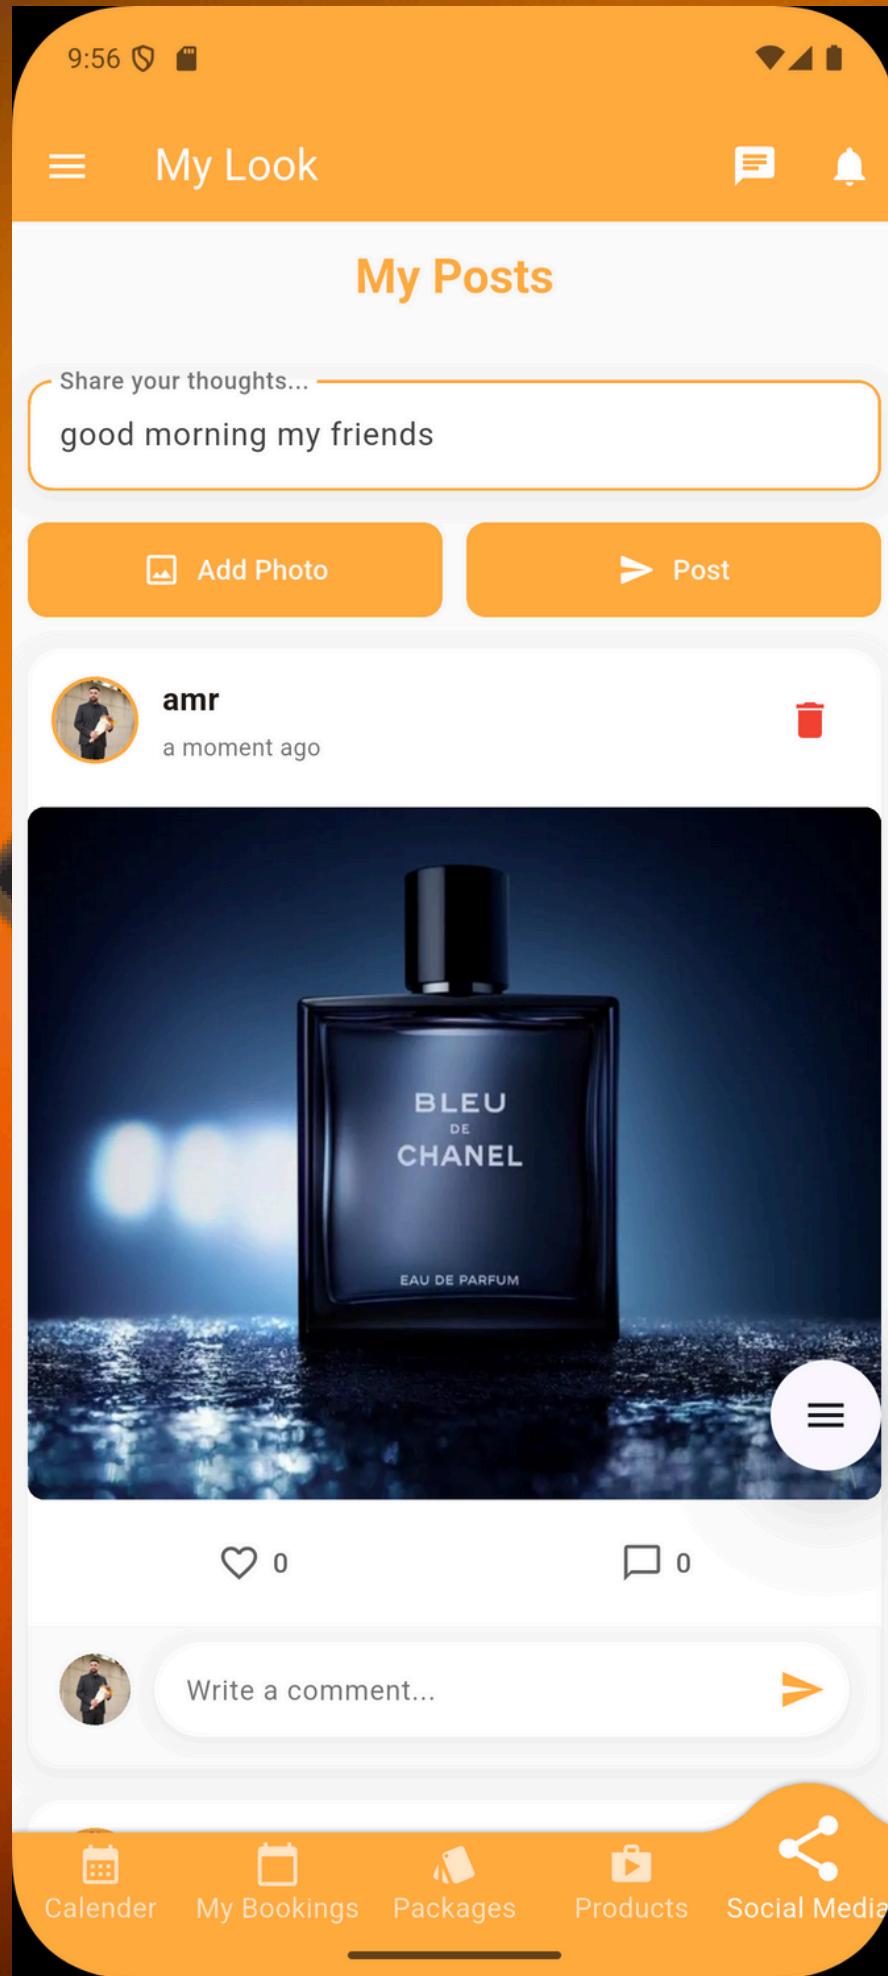 9:56
My Look
My Posts
Share your thoughts...
good morning my friends
Add Photo
Post
amr
a moment ago
BLEU
DE
CHANEL
EAU DE PARFUM
0
0
Write a comment...
Calender
My Bookings
Packages
Products
Social Media